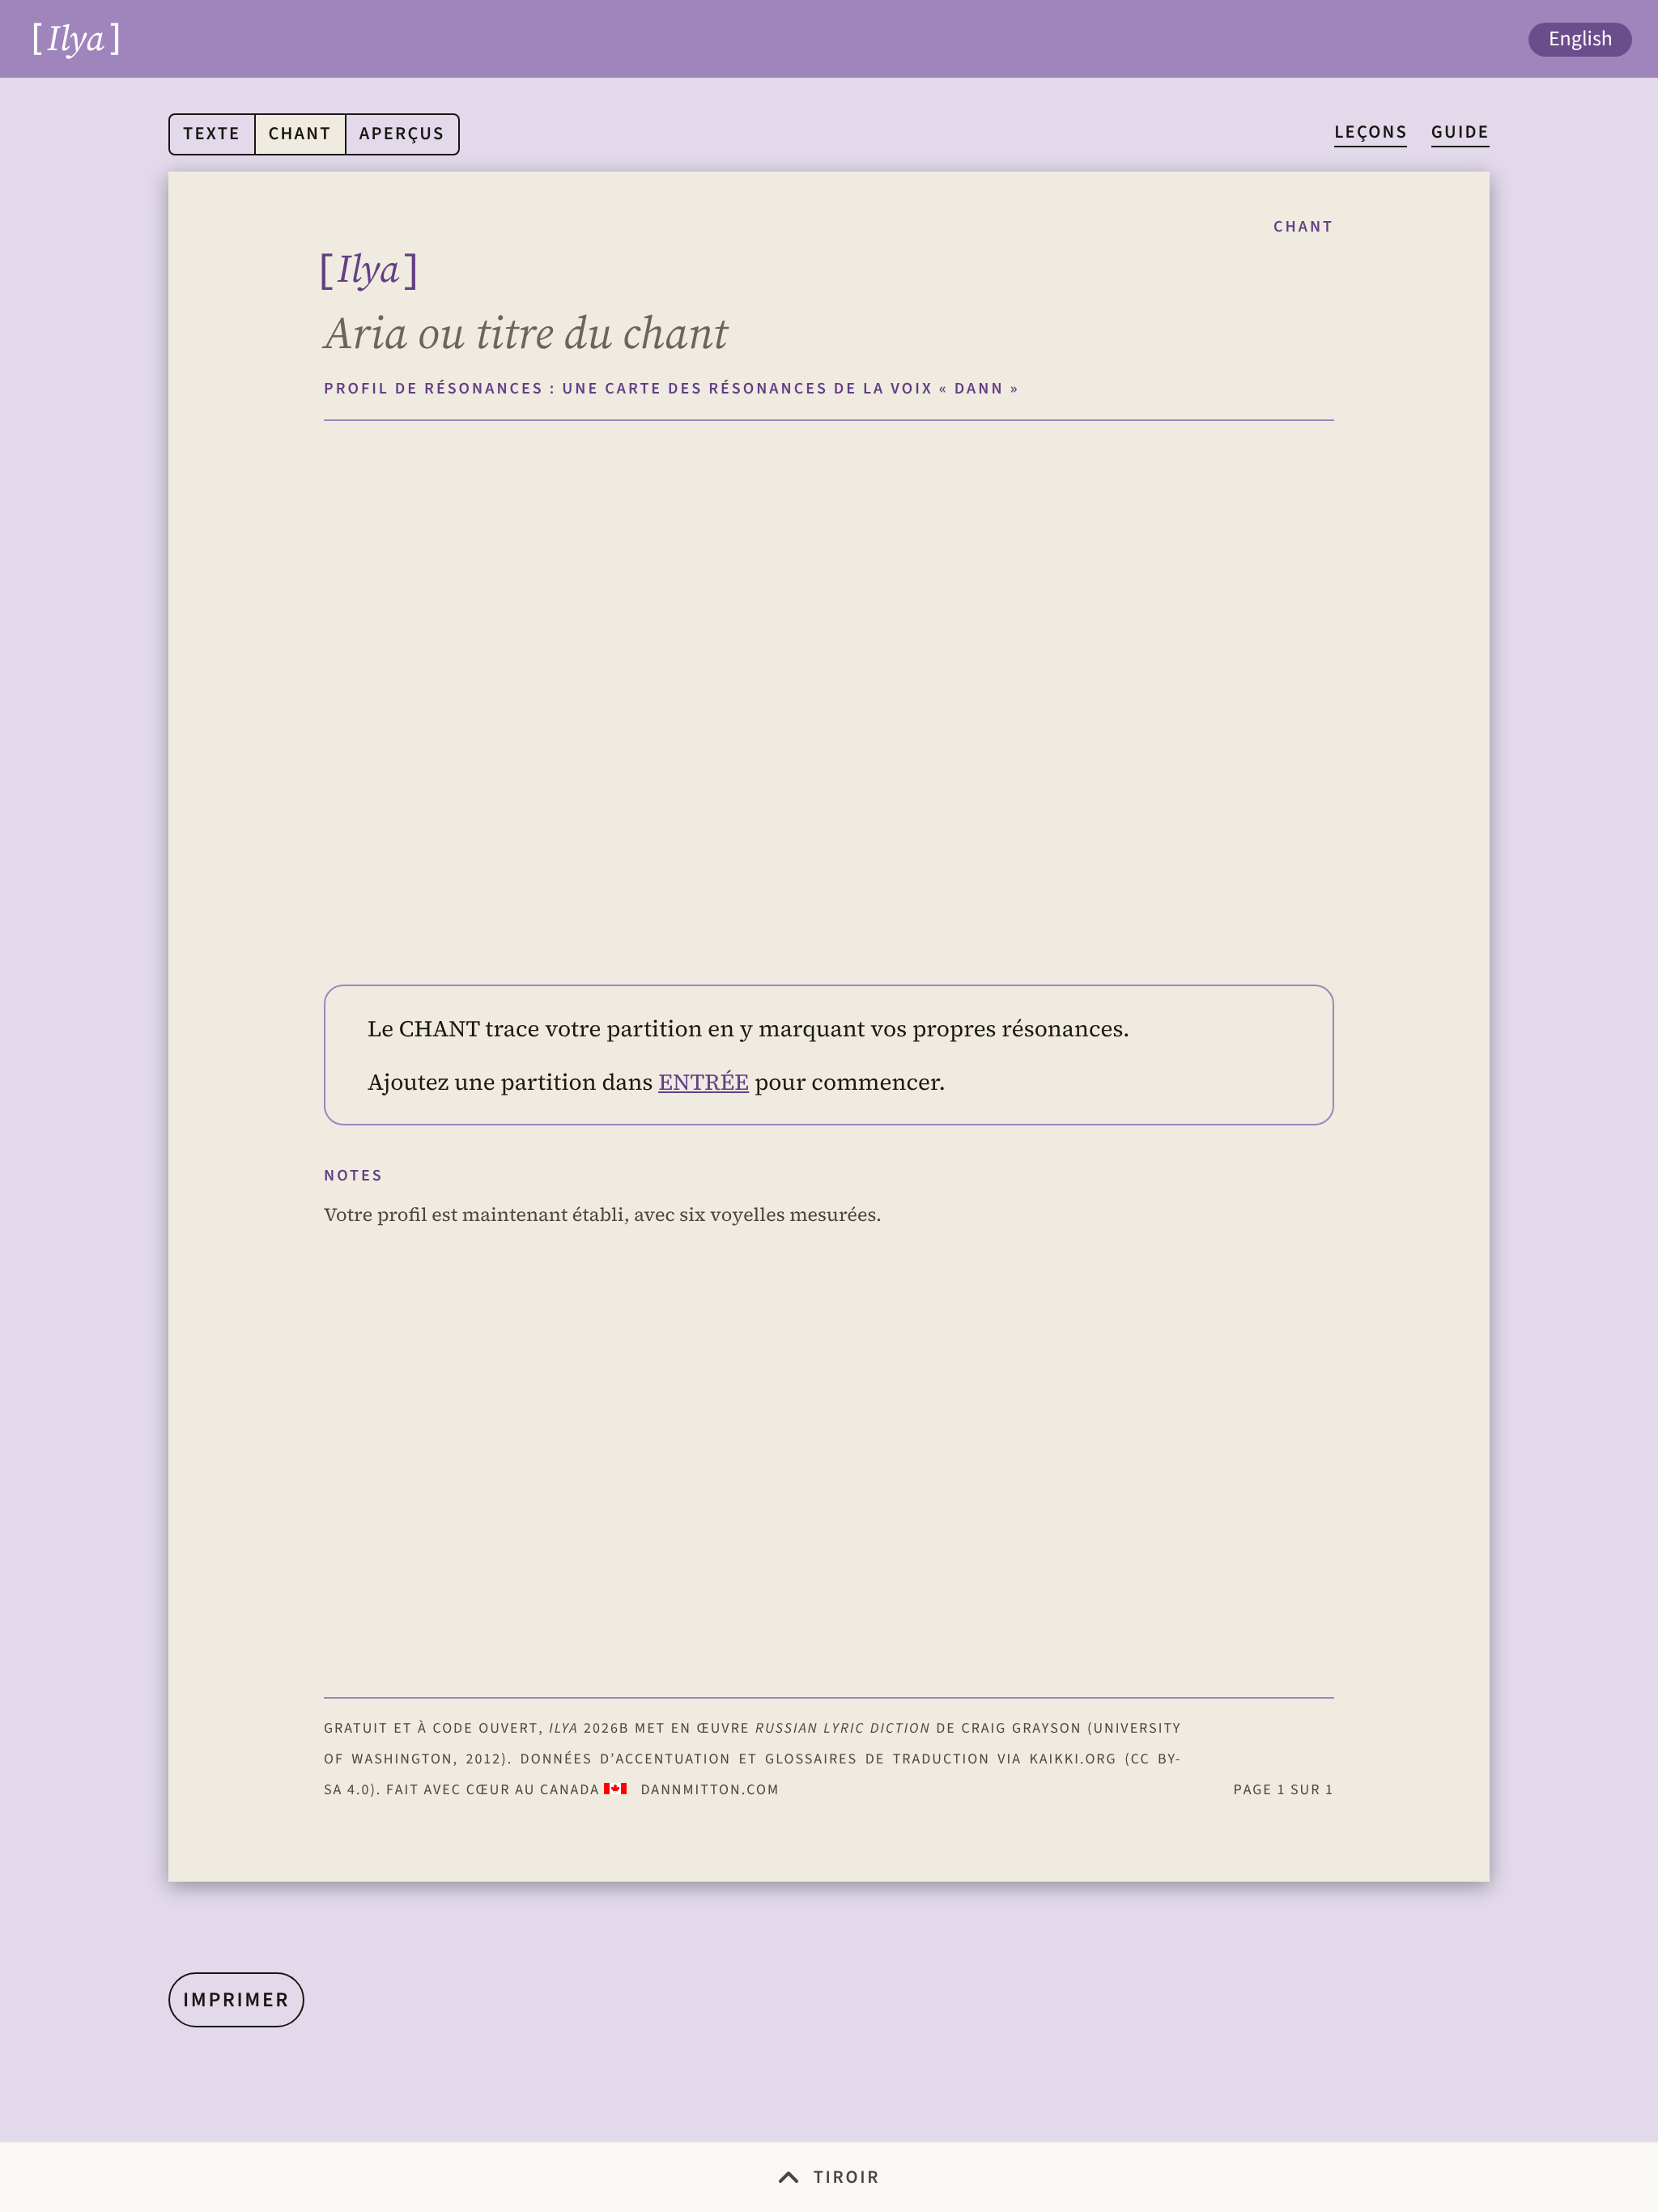 [Ilya]
English
TEXTE CHANT APERÇUS
LEÇONS GUIDE
CHANT
[Ilya]
Aria ou titre du chant
PROFIL DE RÉSONANCES : UNE CARTE DES RÉSONANCES DE LA VOIX « DANN »
Le CHANT trace votre partition en y marquant vos propres résonances.
Ajoutez une partition dans ENTRÉE pour commencer.
NOTES
Votre profil est maintenant établi, avec six voyelles mesurées.
GRATUIT ET À CODE OUVERT, ILYA 2026B MET EN ŒUVRE RUSSIAN LYRIC DICTION DE CRAIG GRAYSON (UNIVERSITY
OF WASHINGTON, 2012). DONNÉES D’ACCENTUATION ET GLOSSAIRES DE TRADUCTION VIA KAIKKI.ORG (CC BY-
SA 4.0). FAIT AVEC CŒUR AU CANADA DANNMITTON.COM
PAGE 1 SUR 1
IMPRIMER
TIROIR